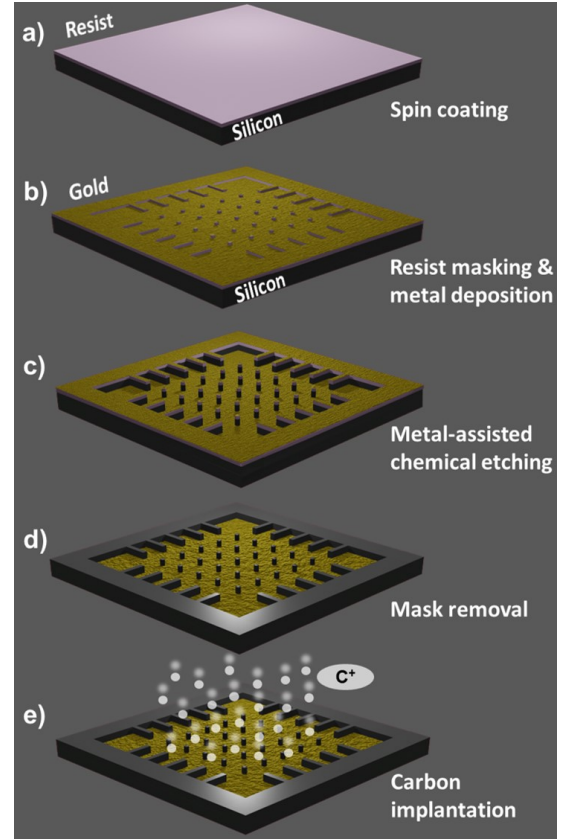 a)
Resist
Spin coating
Silicon
b)
Gold
Resist masking &
metal deposition
Silicon
c)
Metal-assisted
chemical etching
d)
Mask removal
C⁺
e)
Carbon
implantation